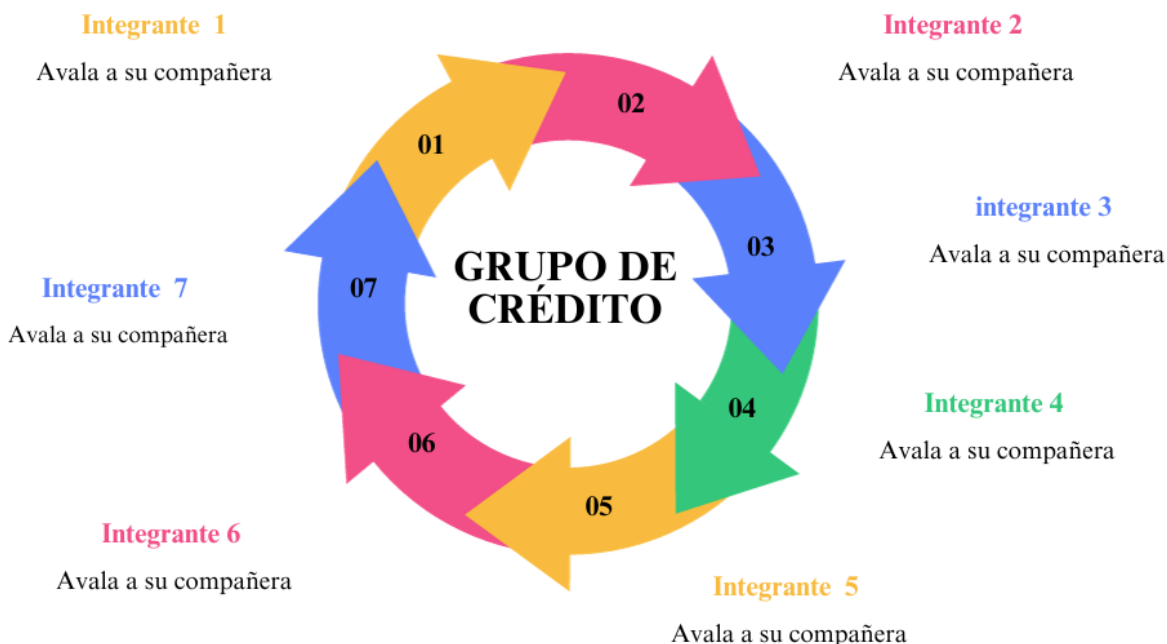 Integrante 1
Avala a su compañera
Integrante 2
Avala a su compañera
integrante 3
Avala a su compañera
Integrante 4
Avala a su compañera
Integrante 5
Avala a su compañera
Integrante 6
Avala a su compañera
Integrante 7
Avala a su compañera
01
02
03
04
05
06
07
GRUPO DE
CRÉDITO